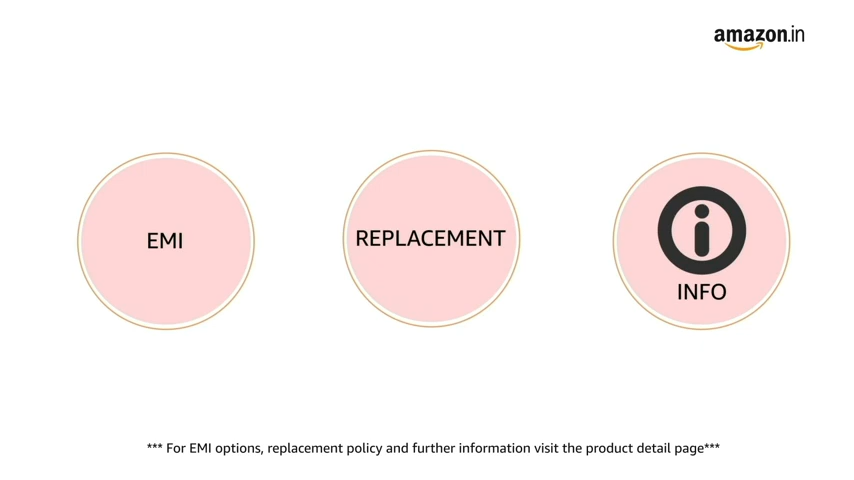 amazon.in
EMI
REPLACEMENT
INFO
*** For EMI options, replacement policy and further information visit the product detail page***